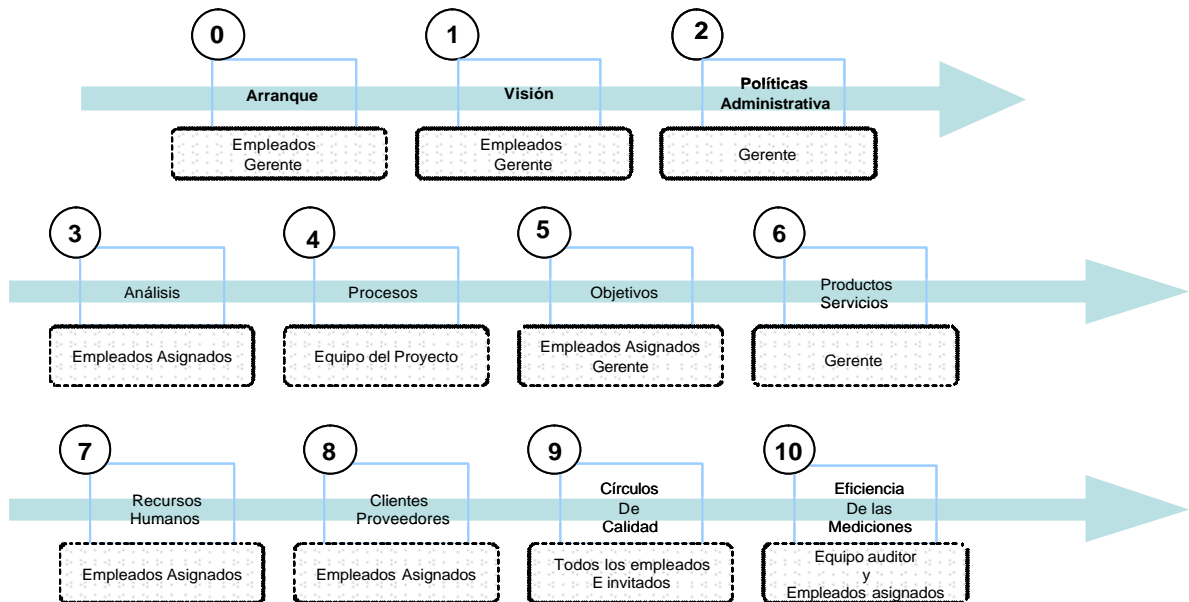 0
1
2
Arranque
Visión
Políticas
Administrativa
Empleados
Gerente
Empleados
Gerente
Gerente
3
4
5
6
Análisis
Procesos
Objetivos
Productos
Servicios
Empleados Asignados
Equipo del Proyecto
Empleados Asignados
Gerente
Gerente
7
8
9
10
Recursos
Humanos
Clientes
Proveedores
Círculos
De
Calidad
Eficiencia
De las
Mediciones
Empleados Asignados
Empleados Asignados
Todos los empleados
E invitados
Equipo auditor
y
Empleados asignados